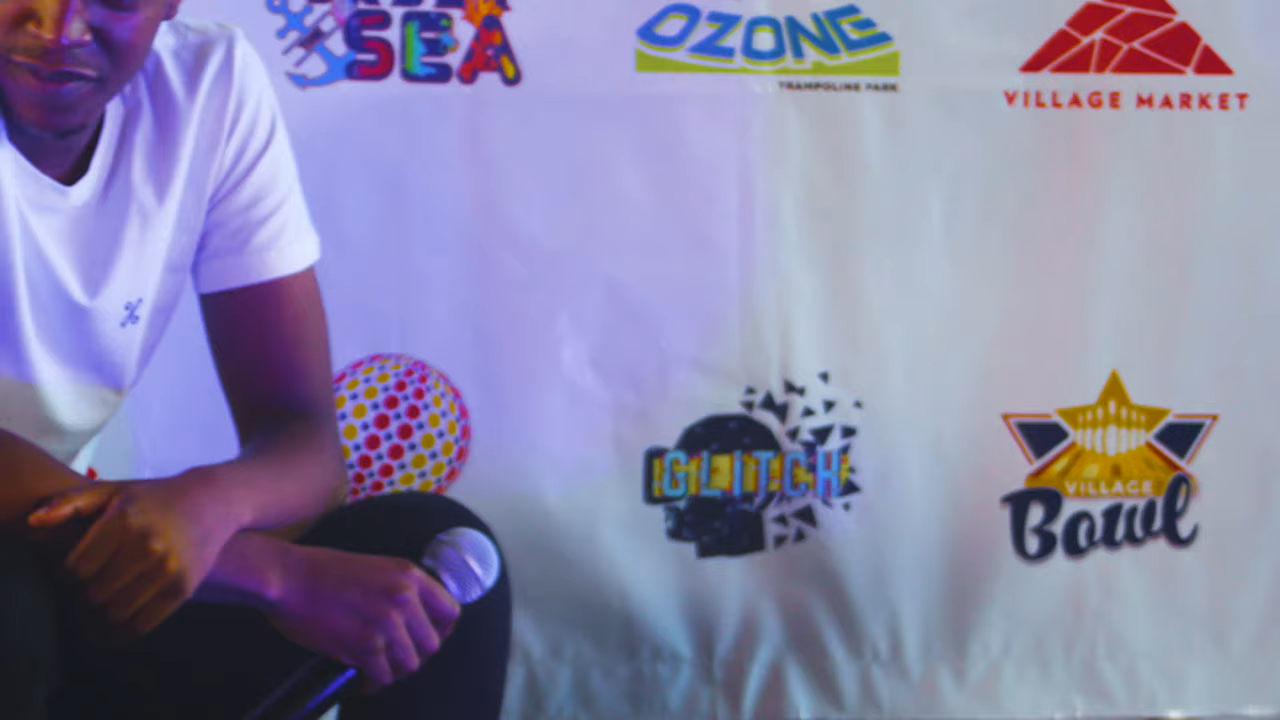 SEA
OZONE
TRAMPOLINE PARK
VILLAGE MARKET
GLITCH
VILLAGE
Bowl